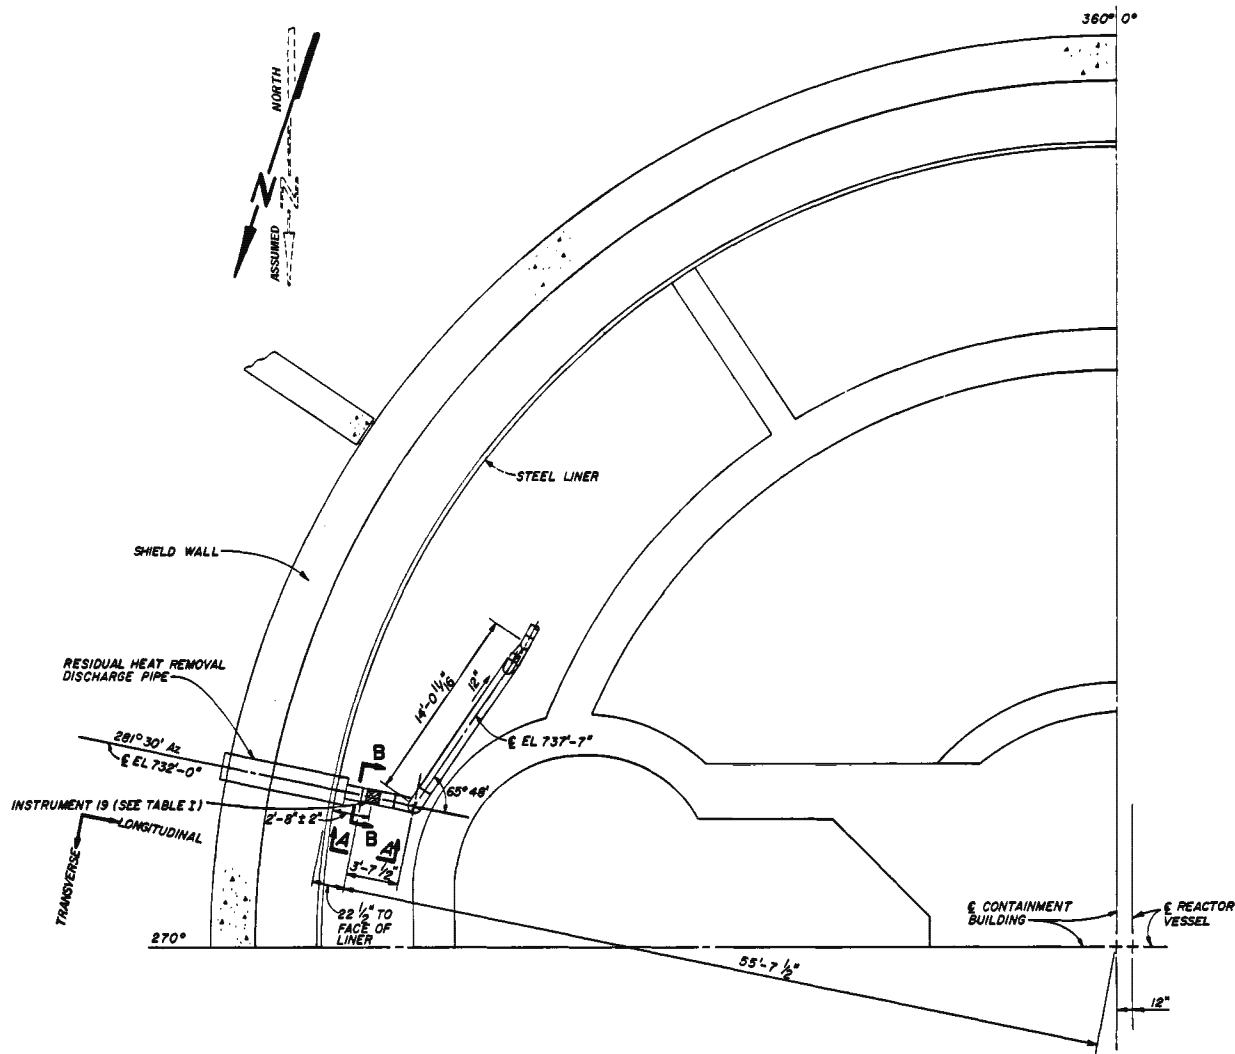 360° 0°
NORTH
N
N
ASSUMED
STEEL LINER
SHIELD WALL
RESIDUAL HEAT REMOVAL
DISCHARGE PIPE
14'-0 11/16"
12"
281° 30' Az
℄ EL 737'-7"
℄ EL 732'-0"
B
65° 48'
INSTRUMENT 19 (SEE TABLE I)
2'-8" ± 2"
LONGITUDINAL
A
B
A
3'-7 1/2"
TRANSVERSE
22 1/2" TO
FACE OF
LINER
℄ CONTAINMENT
BUILDING
℄ REACTOR
VESSEL
270°
55'-7 1/2"
12"